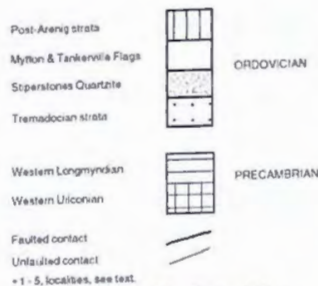 Post-Arenig strata
Mytton & Tankerville Flags
ORDOVICIAN
Stiperstones Quartzite
Tremadocian strata
Western Longmyndian
PRECAMBRIAN
Western Uriconian
Faulted contact
Unfaulted contact
• 1 - 5, localities, see text.